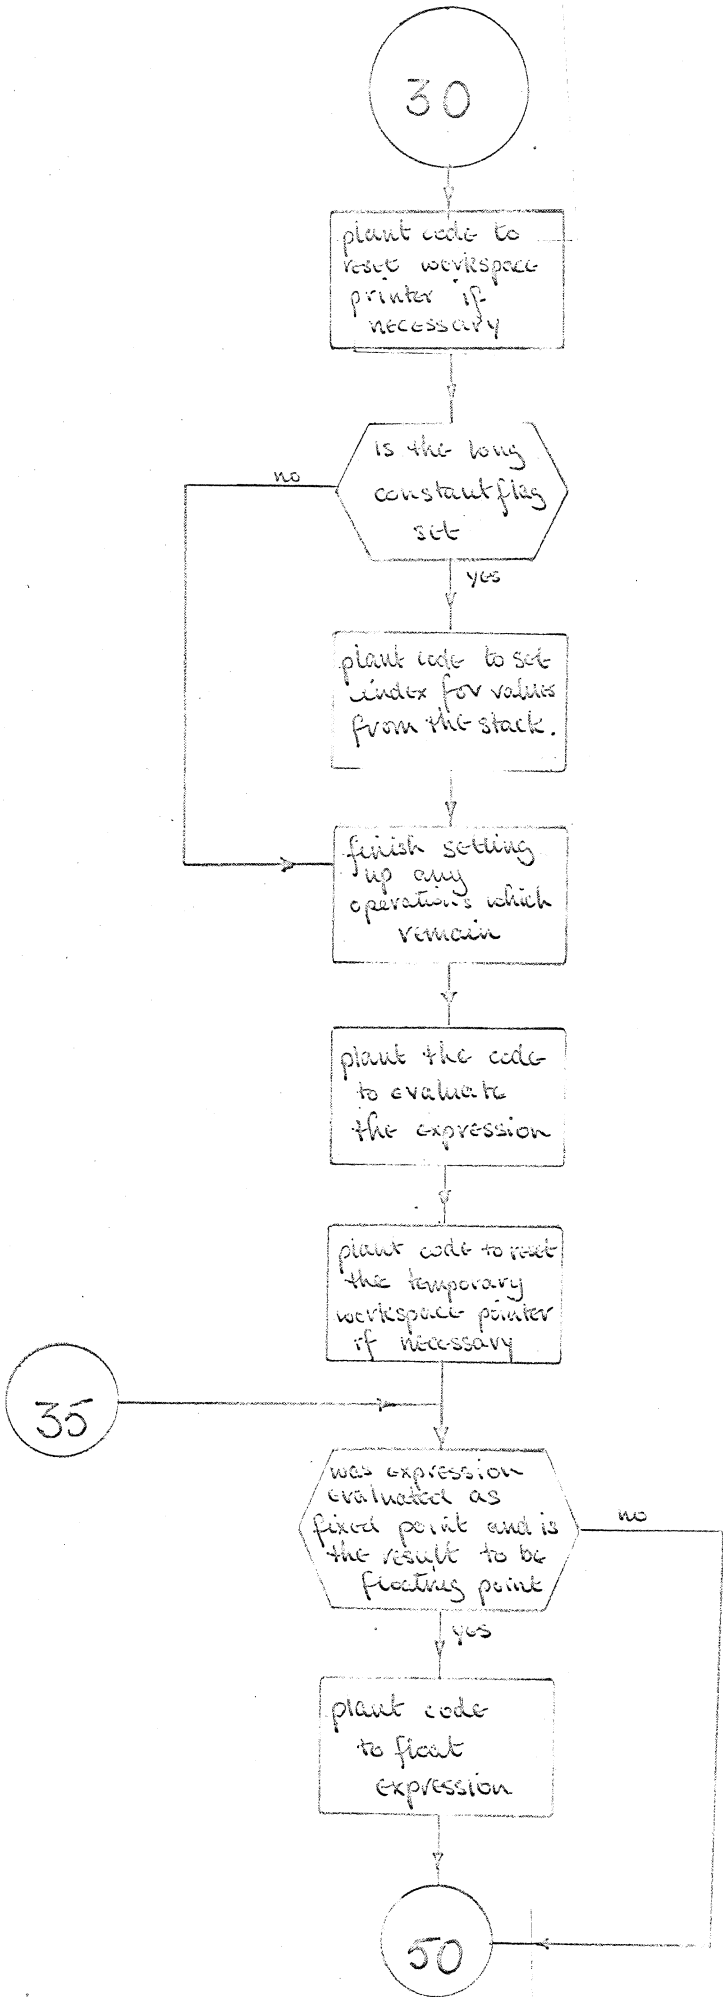 30
plant code to
reset workspace
printer if
necessary
is the long
constant flag
set
no
yes
plant code to set
index for values
from the stack.
finish setting
up any
operations which
remain
plant the code
to evaluate
the expression
plant code to reset
the temporary
workspace pointer
if necessary
35
was expression
evaluated as
fixed point and is
the result to be
floating point
no
yes
plant code
to float
expression
50